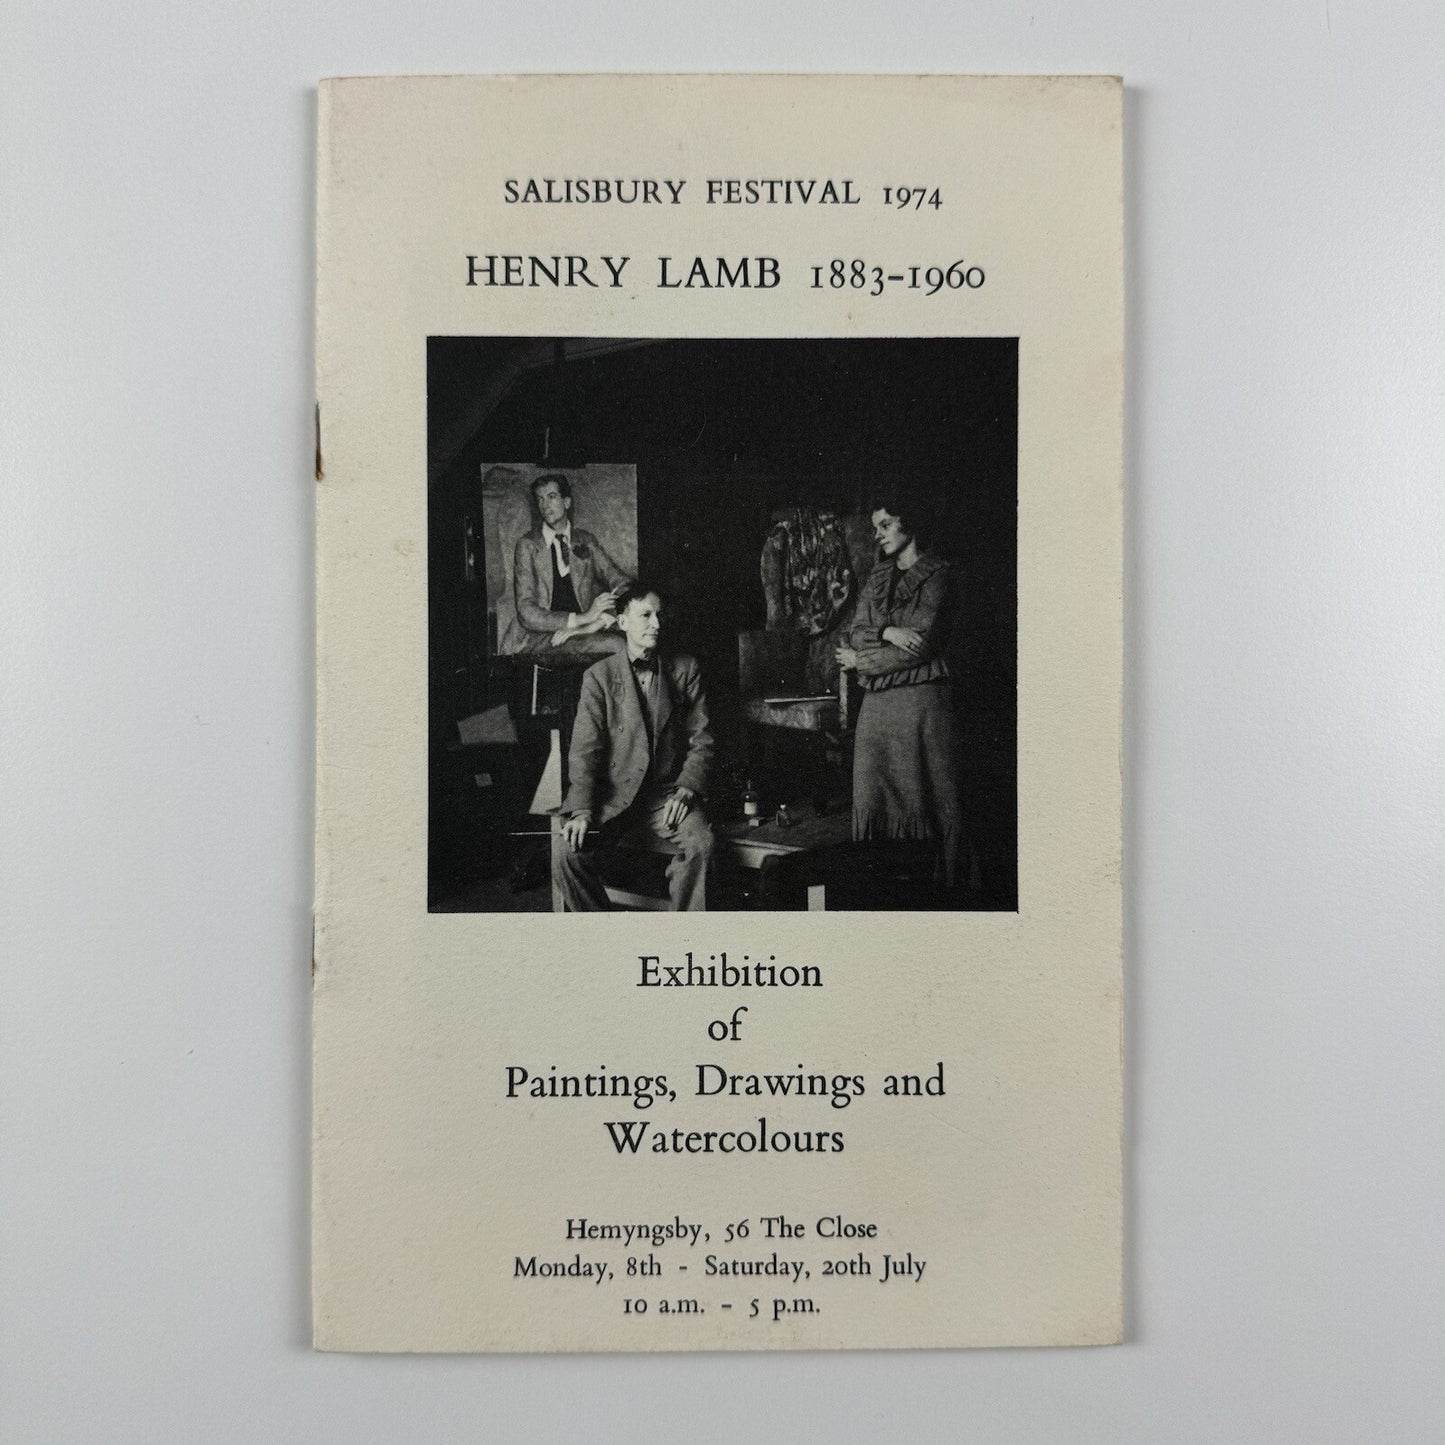 SALISBURY FESTIVAL 1974
HENRY LAMB 1883-1960
Exhibition
of
Paintings, Drawings and
Watercolours
Hemyngsby, 56 The Close
Monday, 8th - Saturday, 20th July
10 a.m. - 5 p.m.